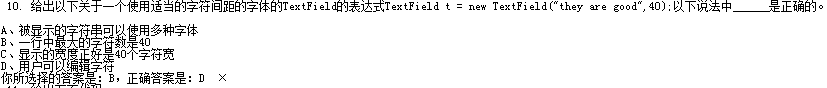 10. 给出以下关于一个使用适当的字符间距的字体的TextField的表达式TextField t = new TextField("they are good",40);以下说法中______是正确的。
A、被显示的字符串可以使用多种字体
B、一行中最大的字符数是40
C、显示的宽度正好是40个字符宽
D、用户可以编辑字符
你所选择的答案是：B，正确答案是：D ×